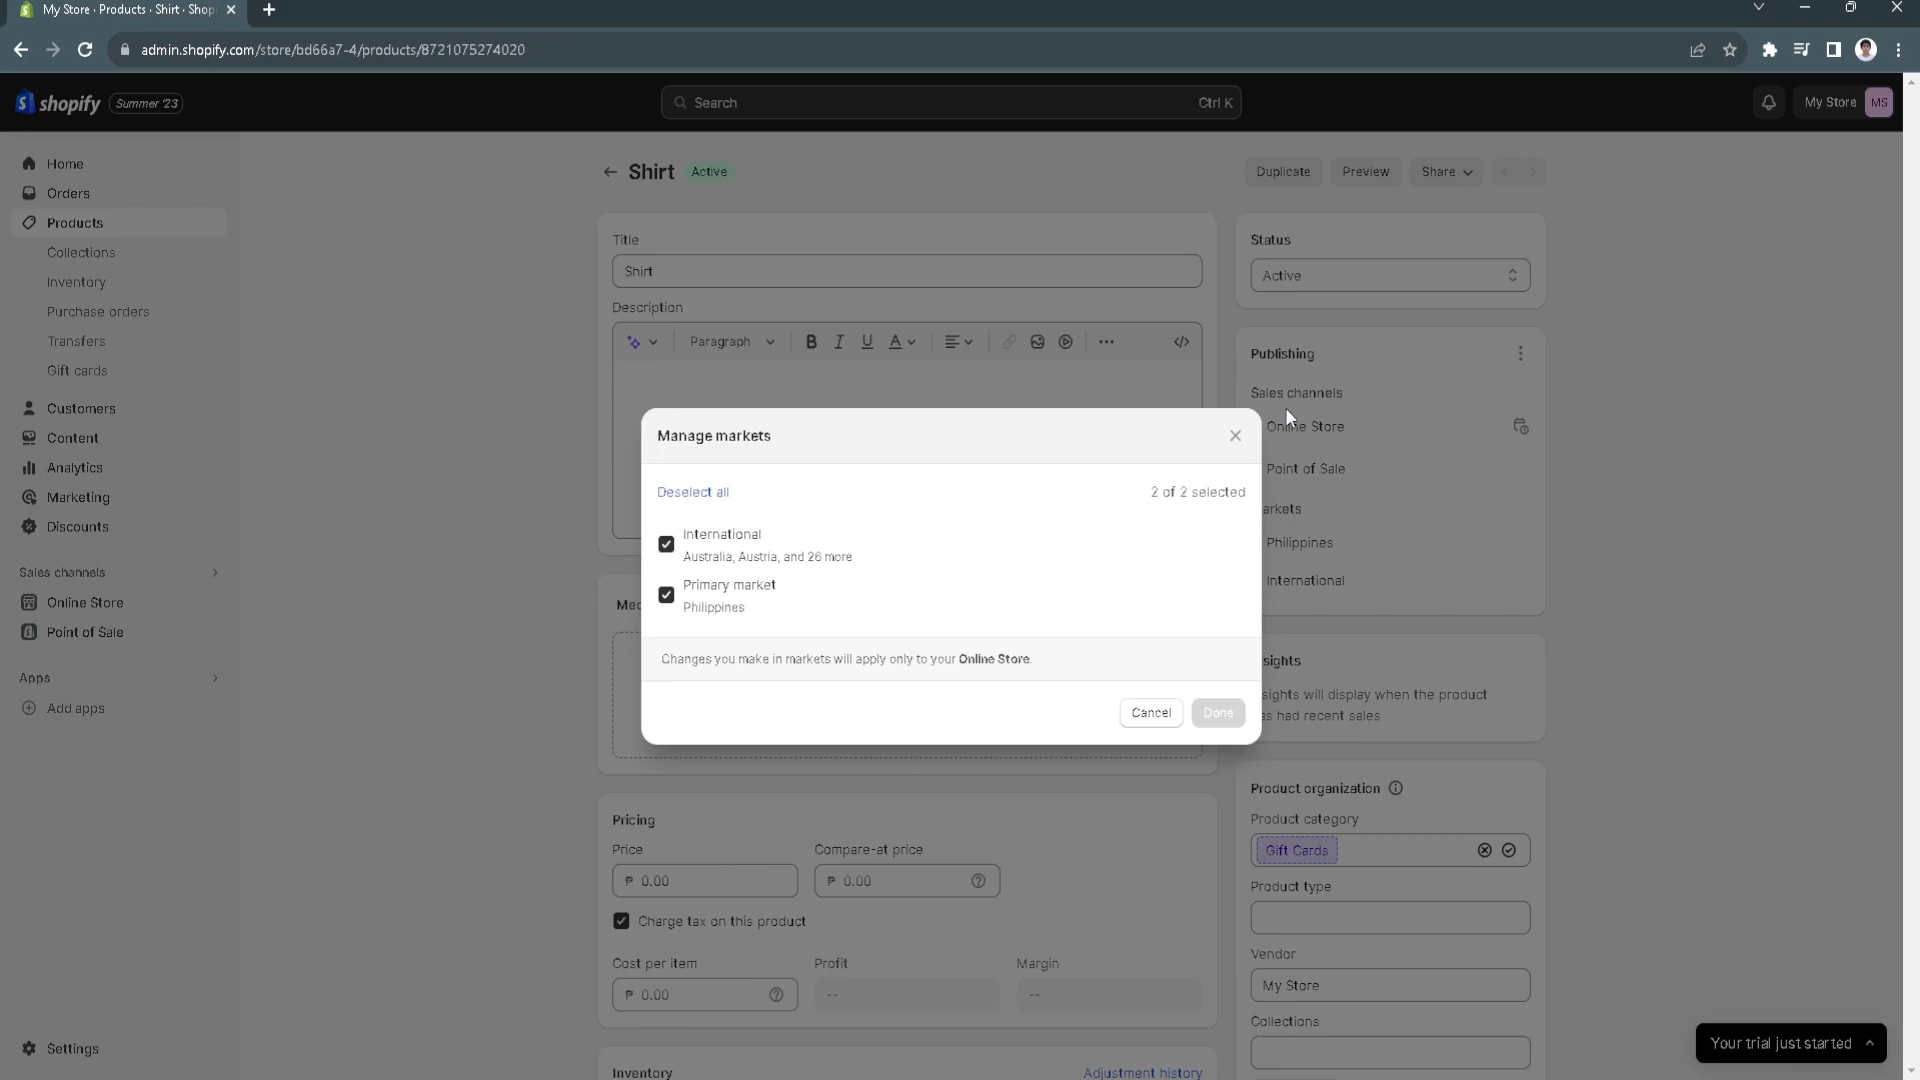 My Store · Products · Shirt · Shop
admin.shopify.com/store/bd66a7-4/products/8721075274020
shopify Summer '23
Search Ctrl K
My Store MS
Home
Orders
Products
Collections
Inventory
Purchase orders
Transfers
Gift cards
Customers
Content
Analytics
Marketing
Discounts
Sales channels
Online Store
Point of Sale
Apps
Add apps
Settings
Shirt Active
Duplicate Preview Share
Title
Shirt
Description
Paragraph B I U A
Manage markets
Deselect all 2 of 2 selected
International
Australia, Austria, and 26 more
Primary market
Philippines
Changes you make in markets will apply only to your Online Store.
Cancel Done
Pricing
Price Compare-at price
₱ 0.00 ₱ 0.00
Charge tax on this product
Cost per item Profit Margin
₱ 0.00 -- --
Inventory Adjustment history
Status
Active
Publishing
Sales channels
Online Store
Point of Sale
arkets
Philippines
International
sights
sights will display when the product
as had recent sales
Product organization
Product category
Gift Cards
Product type
Vendor
My Store
Collections
Your trial just started